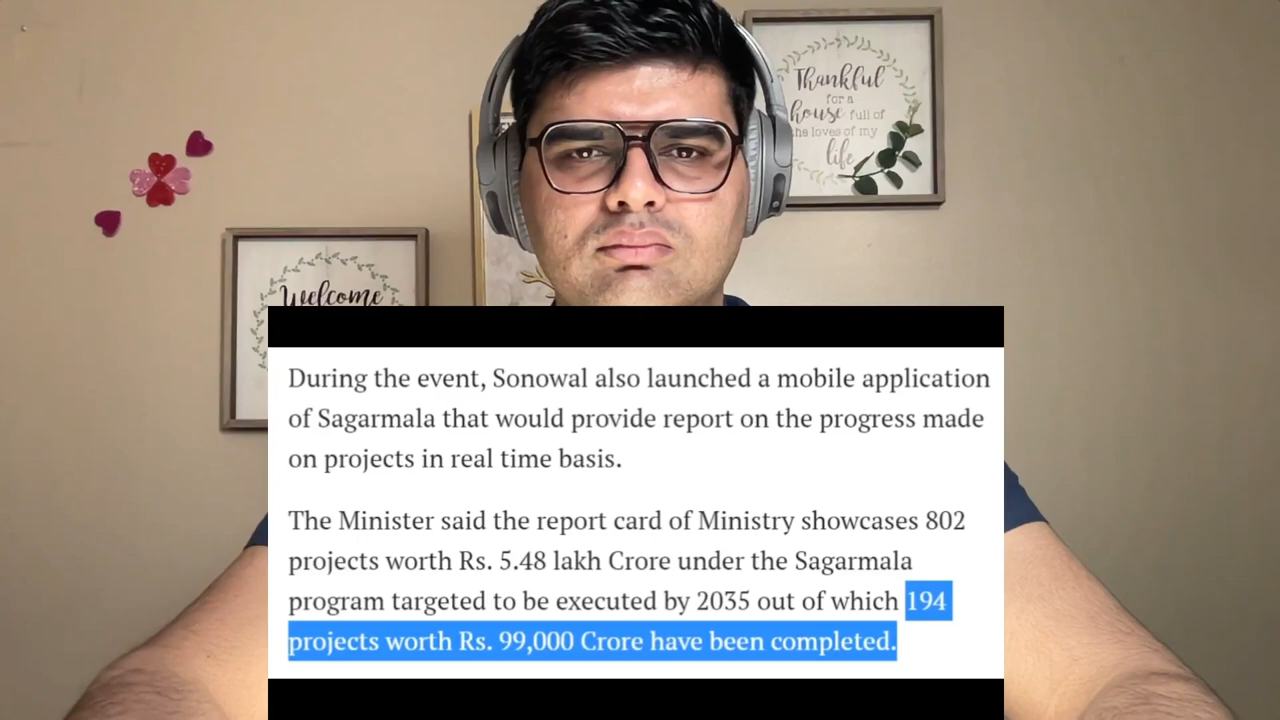 Thankful
for a
house full of
the loves of my
life
Welcome
During the event, Sonowal also launched a mobile application
of Sagarmala that would provide report on the progress made
on projects in real time basis.
The Minister said the report card of Ministry showcases 802
projects worth Rs. 5.48 lakh Crore under the Sagarmala
program targeted to be executed by 2035 out of which 194
projects worth Rs. 99,000 Crore have been completed.